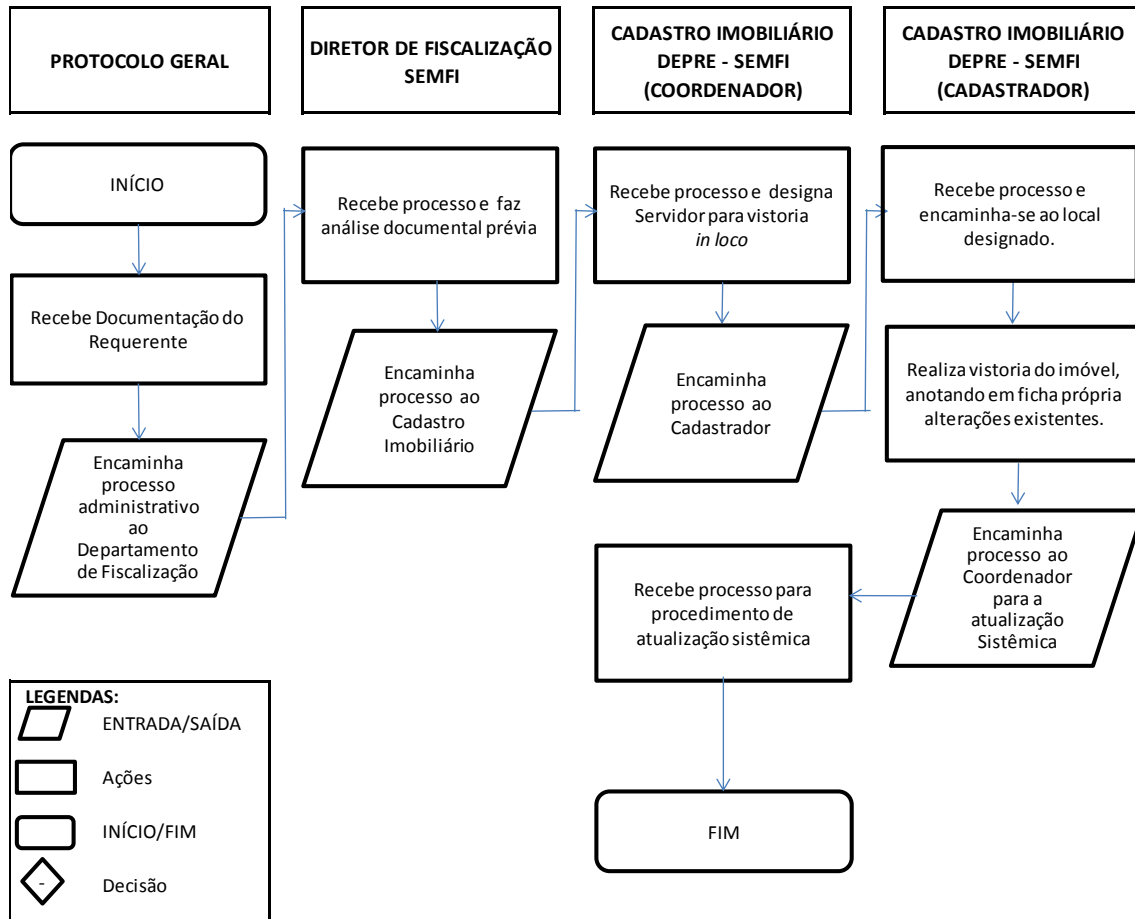 PROTOCOLO GERAL
DIRETOR DE FISCALIZAÇÃO
SEMFI
CADASTRO IMOBILIÁRIO
DEPRE - SEMFI
(COORDENADOR)
CADASTRO IMOBILIÁRIO
DEPRE - SEMFI
(CADASTRADOR)
INÍCIO
Recebe Documentação do
Requerente
Encaminha
processo
administrativo
ao
Departamento
de Fiscalização
Recebe processo e faz
análise documental prévia
Encaminha
processo ao
Cadastro
Imobiliário
Recebe processo e designa
Servidor para vistoria
in loco
Encaminha
processo ao
Cadastrador
Recebe processo e
encaminha-se ao local
designado.
Realiza vistoria do imóvel,
anotando em ficha própria
alterações existentes.
Encaminha
processo ao
Coordenador
para a
atualização
Sistêmica
Recebe processo para
procedimento de
atualização sistêmica
FIM
LEGENDAS:
ENTRADA/SAÍDA
Ações
INÍCIO/FIM
-
Decisão